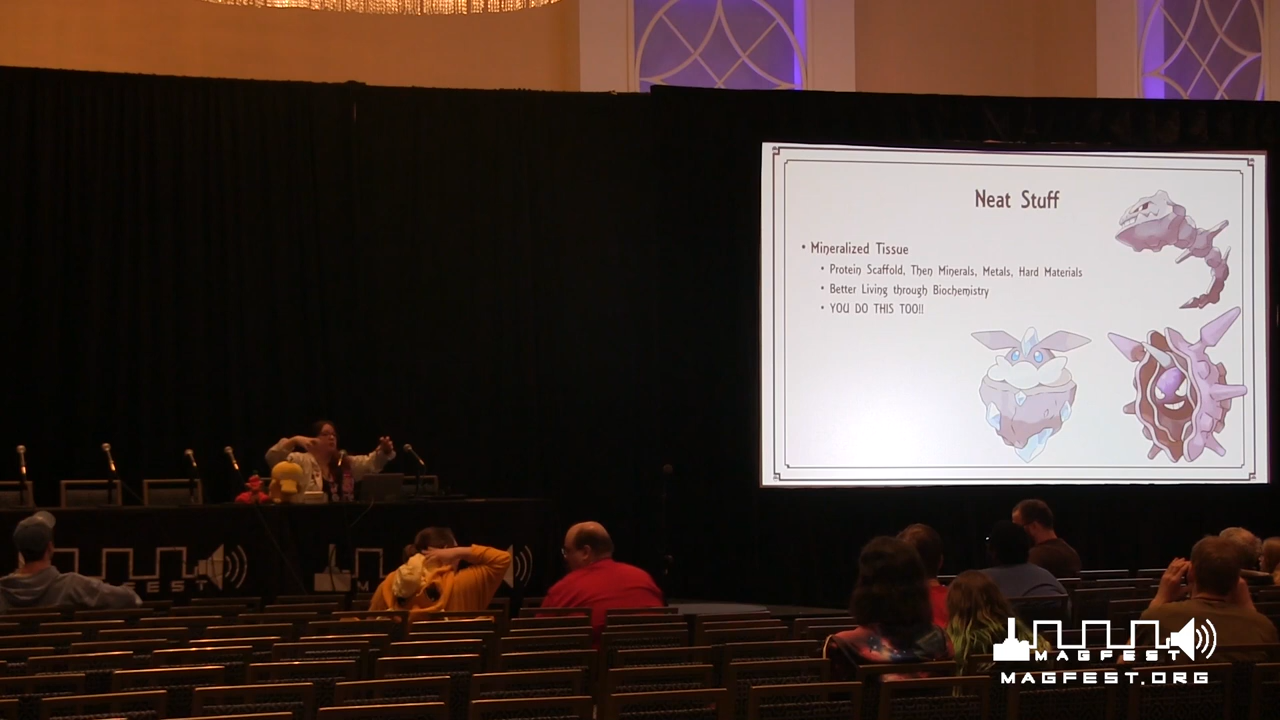 Neat Stuff
• Mineralized Tissue
• Protein Scaffold, Then Minerals, Metals, Hard Materials
• Better Living through Biochemistry
• YOU DO THIS TOO!!
MAGFEST
MAGFEST
MAGFEST.ORG